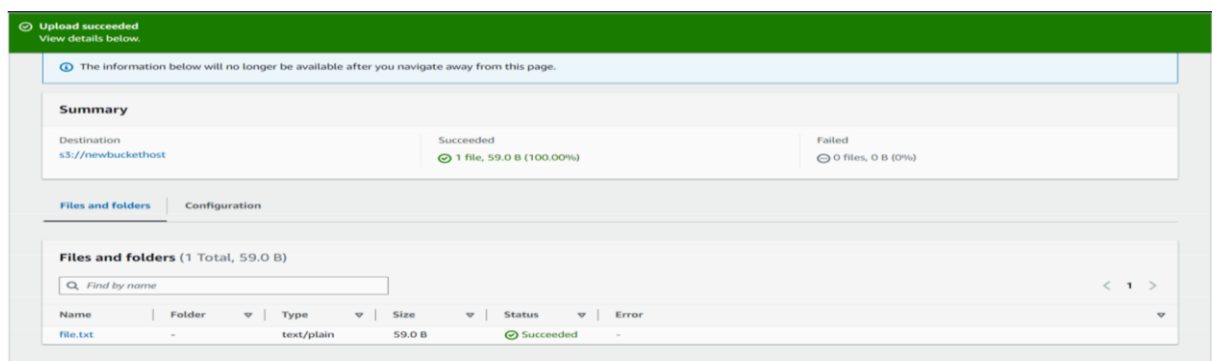 Upload succeeded
View details below.
The information below will no longer be available after you navigate away from this page.
Summary
Destination Succeeded Failed
s3://newbuckethost 1 file, 59.0 B (100.00%) 0 files, 0 B (0%)
Files and folders Configuration
Files and folders (1 Total, 59.0 B)
Find by name < 1 >
Name Folder Type Size Status Error
file.txt - text/plain 59.0 B Succeeded -